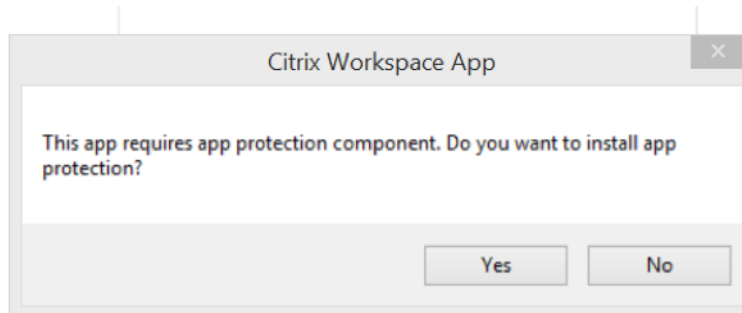 Citrix Workspace App
This app requires app protection component. Do you want to install app
protection?
Yes
No